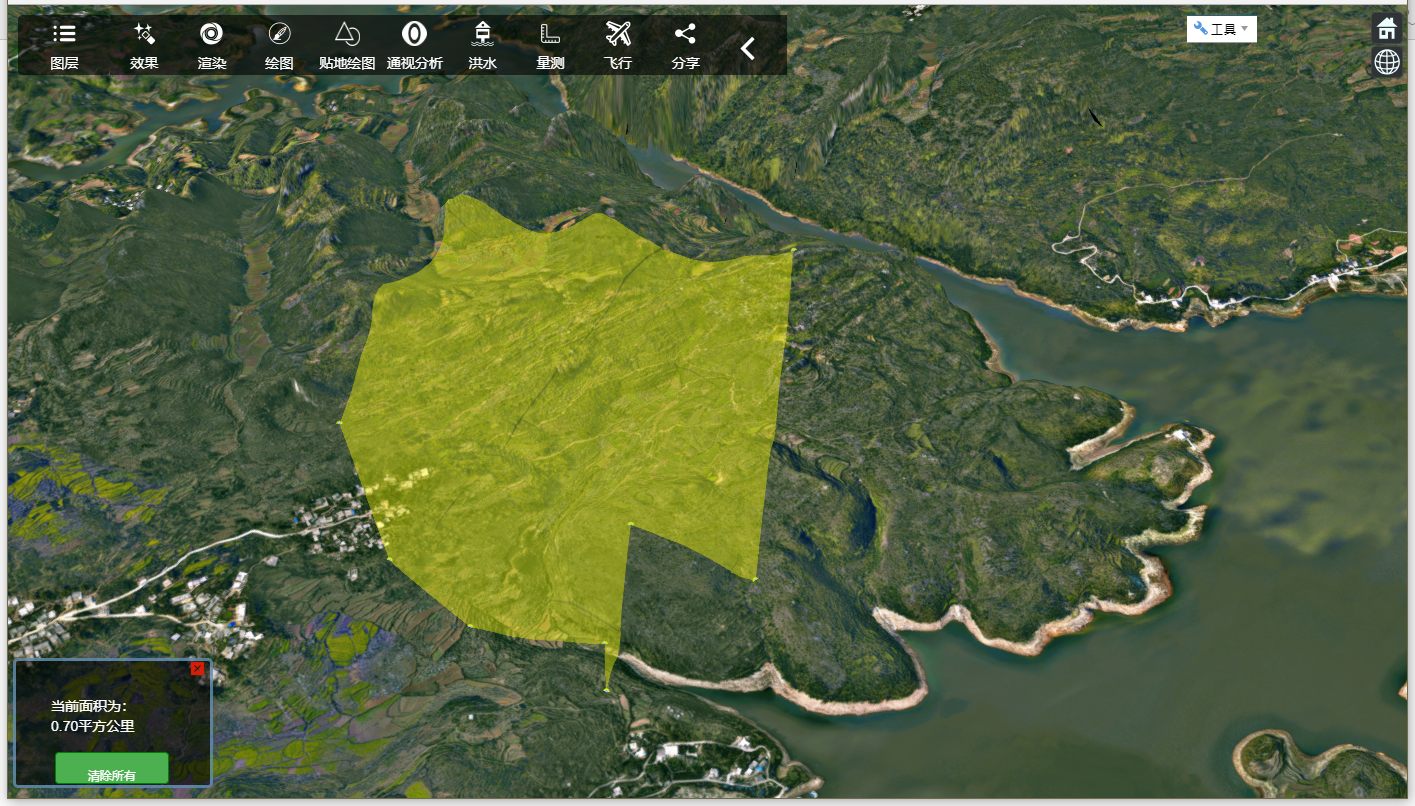 图层
效果
渲染
绘图
贴地绘图
通视分析
洪水
量测
飞行
分享
工具
当前面积为：
0.70平方公里
清除所有